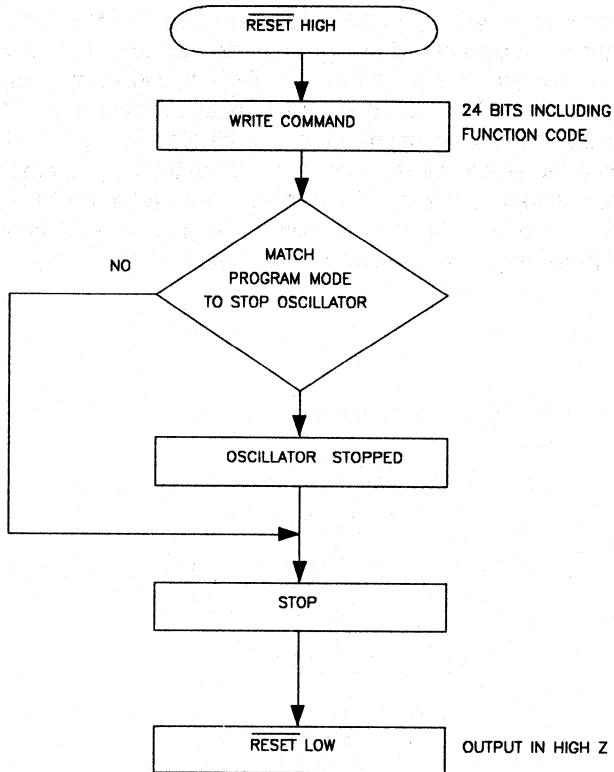 RESET HIGH
WRITE COMMAND
24 BITS INCLUDING
FUNCTION CODE
MATCH
PROGRAM MODE
TO STOP OSCILLATOR
NO
OSCILLATOR STOPPED
STOP
RESET LOW
OUTPUT IN HIGH Z